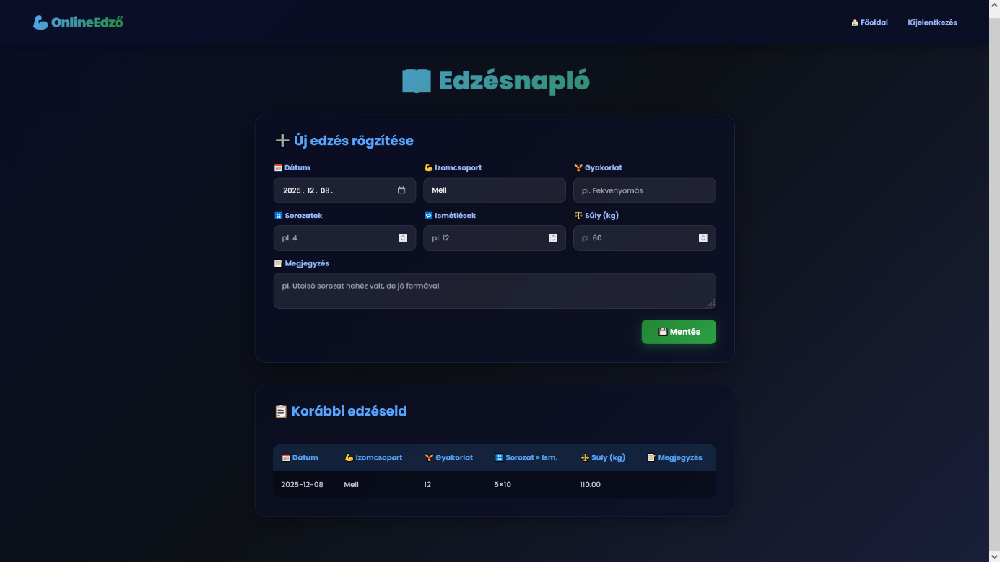 OnlineEdző
Főoldal Kijelentkezés
Edzésnapló
Új edzés rögzítése
Dátum Izomcsoport Gyakorlat
2025. 12. 08. Mell pl. Fekvenyomás
Sorozatok Ismétlések Súly (kg)
pl. 4 pl. 12 pl. 60
Megjegyzés
pl. Utolsó sorozat nehéz volt, de jó formával
Mentés
Korábbi edzéseid
Dátum Izomcsoport Gyakorlat Sorozat × Ism. Súly (kg) Megjegyzés
2025-12-08 Mell 12 5×10 110.00